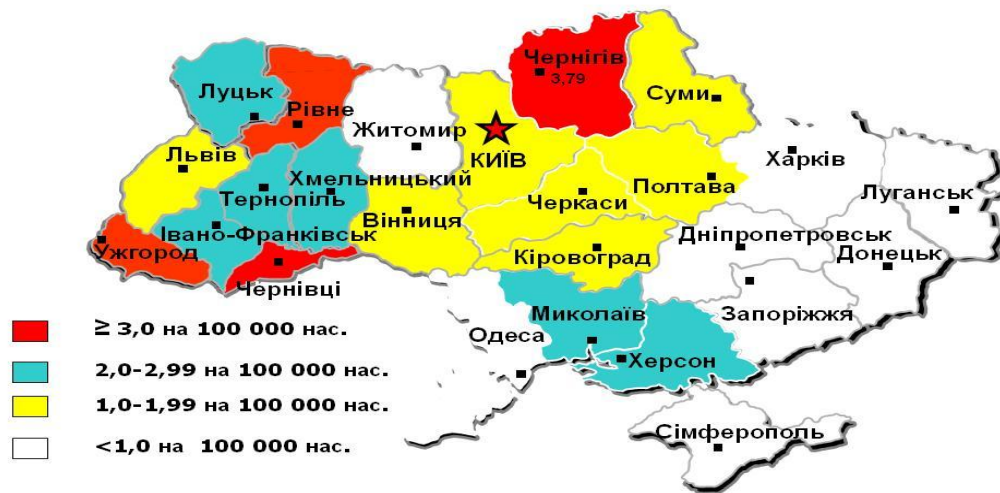 Чернігів
3,79
Луцьк
Суми
Рівне
Житомир
Львів
КИЇВ
Харків
Хмельницький
Полтава
Луганськ
Тернопіль
Черкаси
Вінниця
Івано-Франківськ
Дніпропетровськ
Ужгород
Кіровоград
Донецьк
Чернівці
Миколаїв
Запоріжжя
Одеса
Херсон
Сімферополь
≥ 3,0 на 100 000 нас.
2,0-2,99 на 100 000 нас.
1,0-1,99 на 100 000 нас.
<1,0 на 100 000 нас.